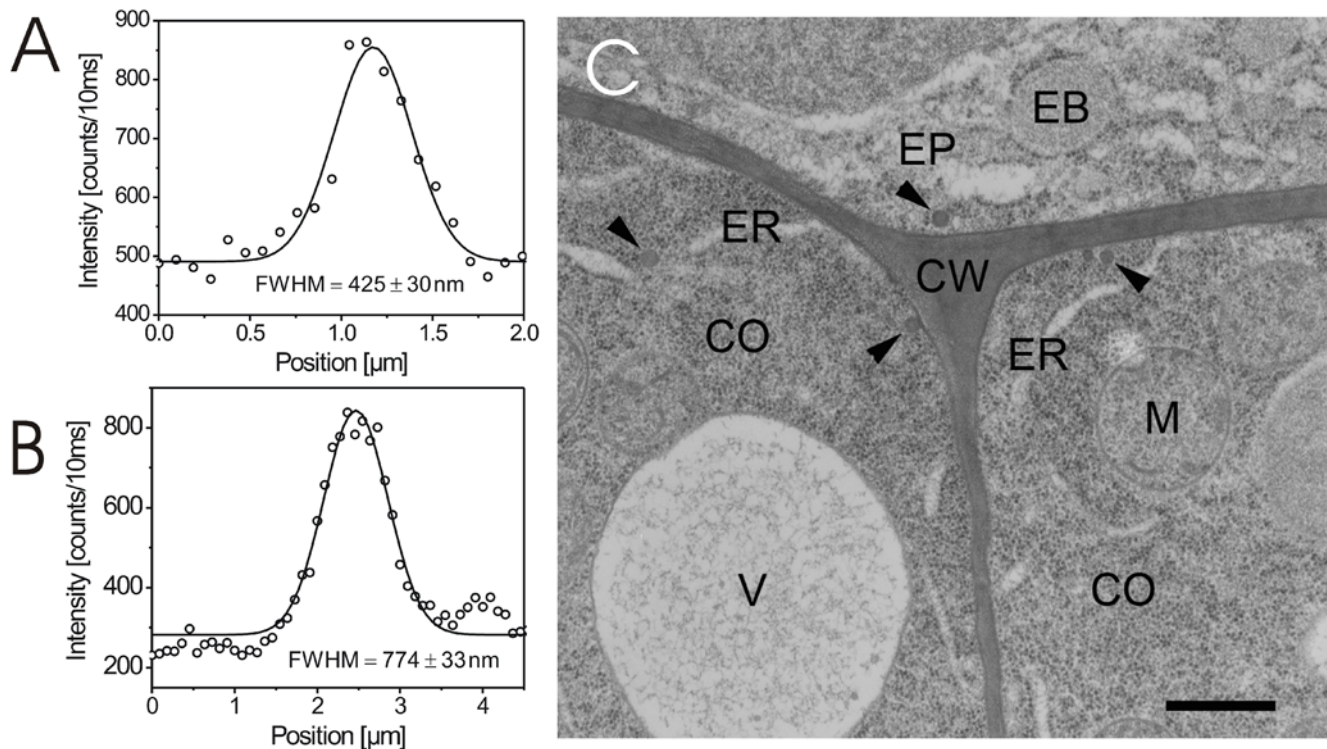 A
Intensity [counts/10ms]
900
800
700
600
500
400
FWHM = 425 ± 30 nm
0.0 0.5 1.0 1.5 2.0
Position [µm]
B
Intensity [counts/10ms]
800
600
400
200
FWHM = 774 ± 33 nm
0 1 2 3 4
Position [µm]
C
EB
EP
ER
CW
CO
ER
M
V
CO